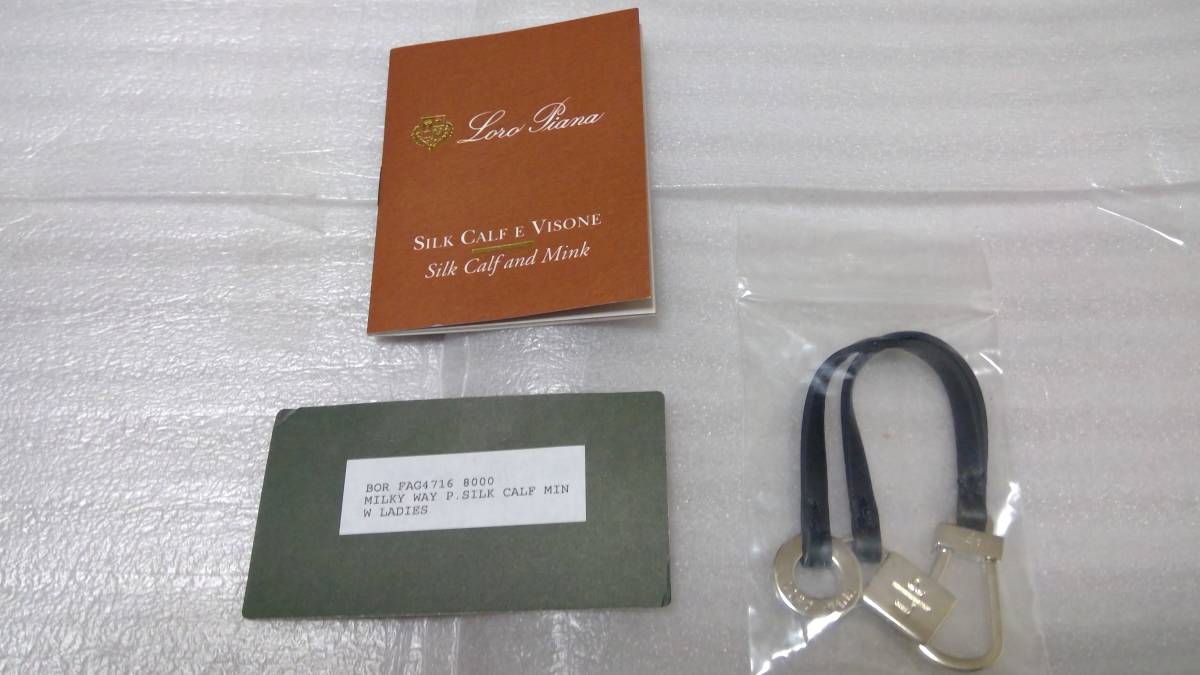 Loro Piana
SILK CALF E VISONE
Silk Calf and Mink
BOR FAG4716 8000
MILKY WAY P.SILK CALF MIN
W LADIES